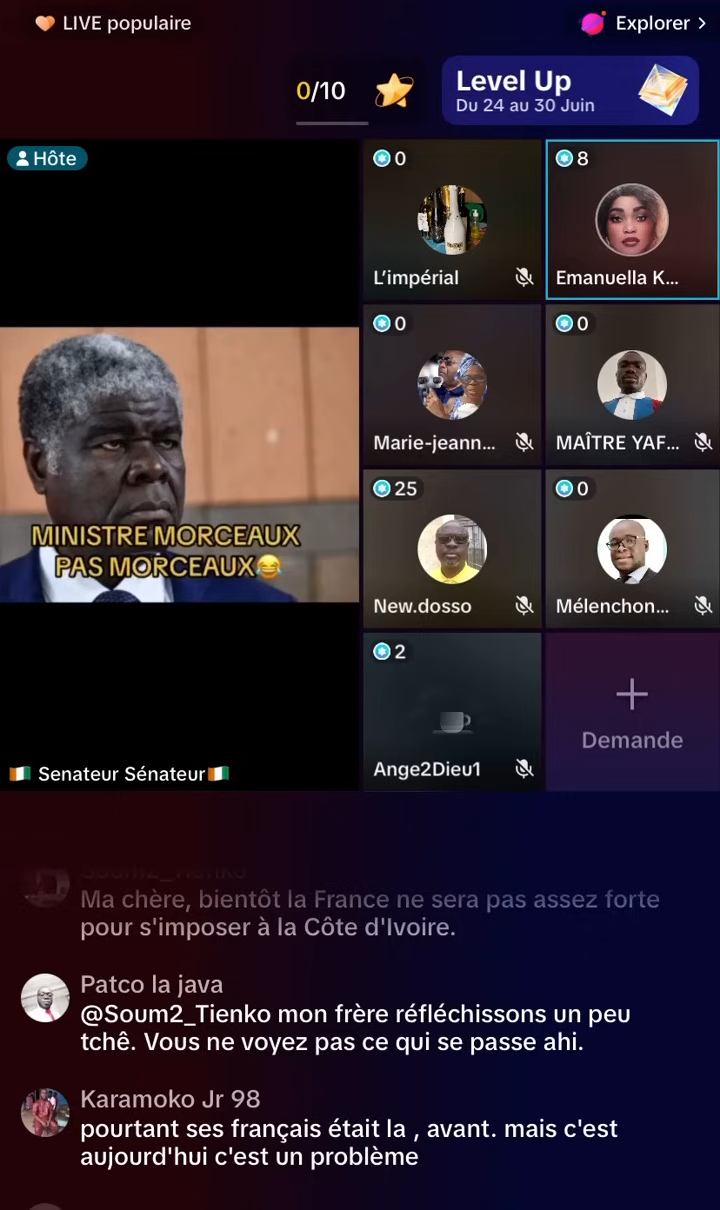 LIVE populaire
Explorer >
0/10
Level Up
Du 24 au 30 Juin
Hôte
0
L'impérial
8
Emanuella K...
0
Marie-jeann...
0
MAÎTRE YAF...
MINISTRE MORCEAUX
PAS MORCEAUX😂
25
New.dosso
0
Mélenchon...
2
Ange2Dieu1
+
Demande
🇨🇮 Senateur Sénateur🇨🇮
Soum2_Tienko
Ma chère, bientôt la France ne sera pas assez forte
pour s'imposer à la Côte d'Ivoire.
Patco la java
@Soum2_Tienko mon frère réfléchissons un peu
tchê. Vous ne voyez pas ce qui se passe ahi.
Karamoko Jr 98
pourtant ses français était la , avant. mais c'est
aujourd'hui c'est un problème